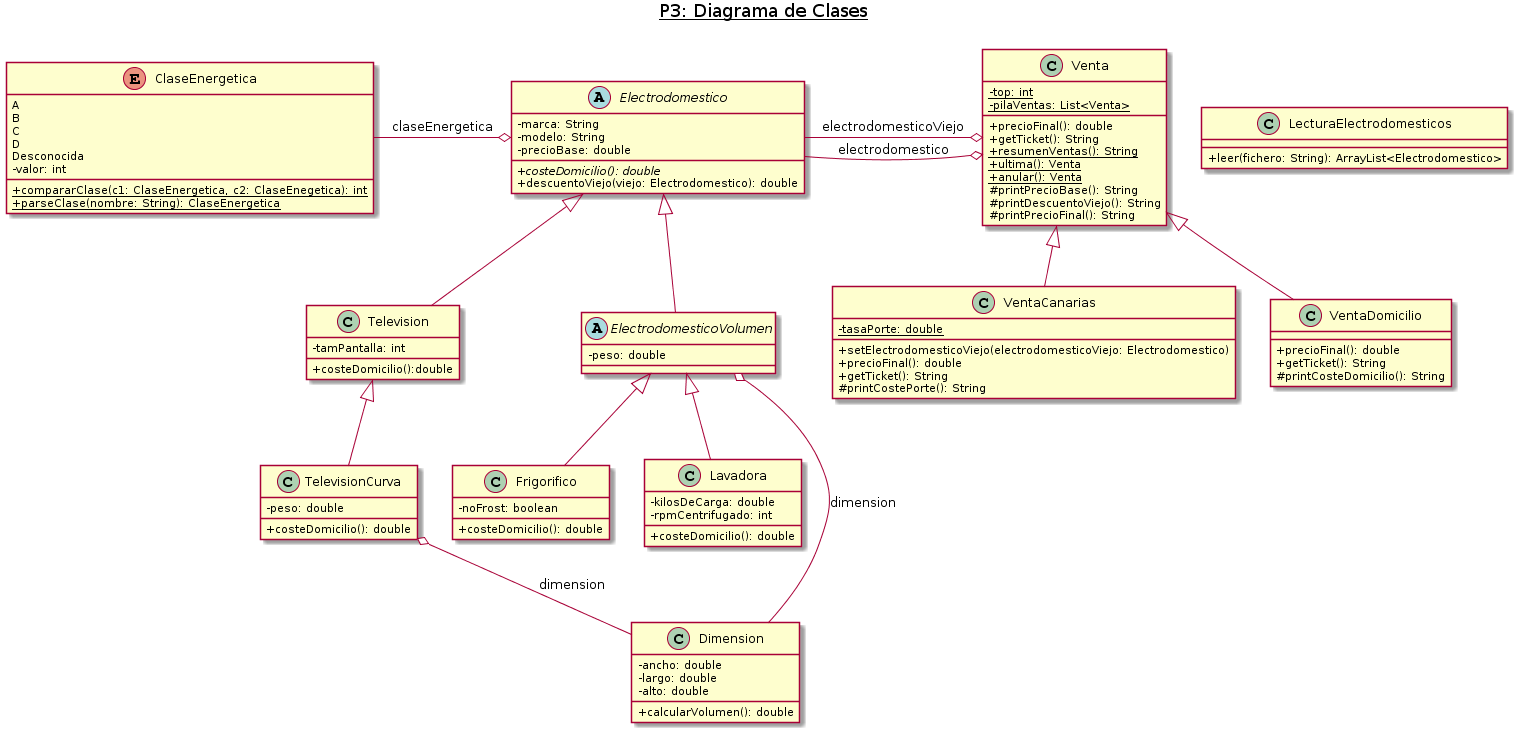 P3: Diagrama de Clases
E ClaseEnergetica
A
B
C
D
Desconocida
-valor: int
+compararClase(c1: ClaseEnergetica, c2: ClaseEnegetica): int
+parseClase(nombre: String): ClaseEnergetica
claseEnergetica
A Electrodomestico
-marca: String
-modelo: String
-precioBase: double
+costeDomicilio(): double
+descuentoViejo(viejo: Electrodomestico): double
electrodomesticoViejo
electrodomestico
C Venta
-top: int
-pilaVentas: List<Venta>
+precioFinal(): double
+getTicket(): String
+resumenVentas(): String
+ultima(): Venta
+anular(): Venta
#printPrecioBase(): String
#printDescuentoViejo(): String
#printPrecioFinal(): String
C LecturaElectrodomesticos
+leer(fichero: String): ArrayList<Electrodomestico>
C Television
-tamPantalla: int
+costeDomicilio():double
A ElectrodomesticoVolumen
-peso: double
C VentaCanarias
-tasaPorte: double
+setElectrodomesticoViejo(electrodomesticoViejo: Electrodomestico)
+precioFinal(): double
+getTicket(): String
#printCostePorte(): String
C VentaDomicilio
+precioFinal(): double
+getTicket(): String
#printCosteDomicilio(): String
C TelevisionCurva
-peso: double
+costeDomicilio(): double
C Frigorifico
-noFrost: boolean
+costeDomicilio(): double
C Lavadora
-kilosDeCarga: double
-rpmCentrifugado: int
+costeDomicilio(): double
dimension
dimension
C Dimension
-ancho: double
-largo: double
-alto: double
+calcularVolumen(): double